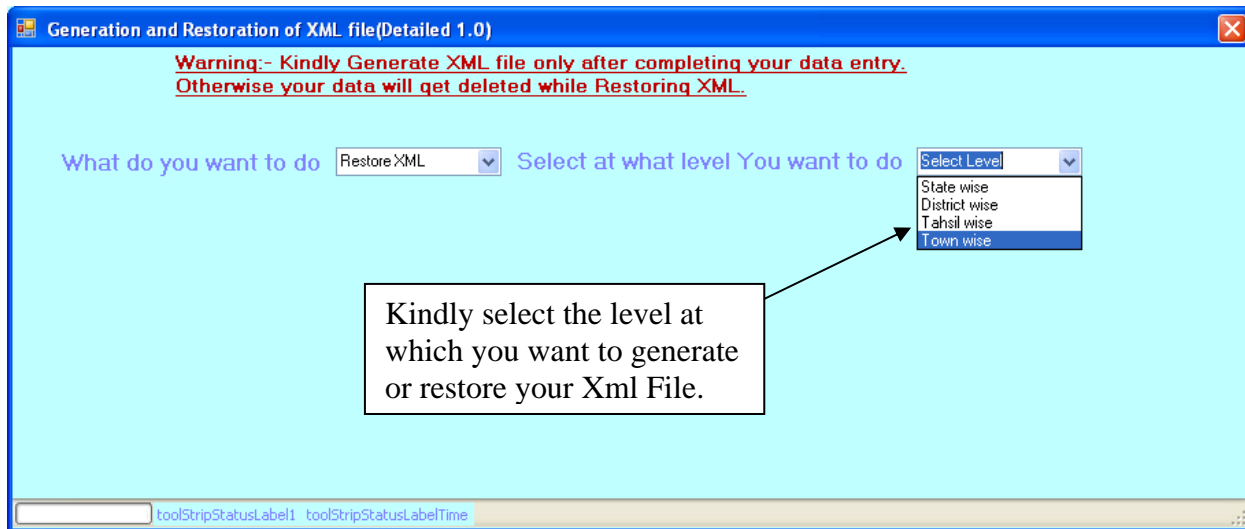 Generation and Restoration of XML file(Detailed 1.0)
Warning:- Kindly Generate XML file only after completing your data entry.
Otherwise your data will get deleted while Restoring XML.
What do you want to do Restore XML Select at what level You want to do Select Level
State wise
District wise
Tahsil wise
Town wise
Kindly select the level at
which you want to generate
or restore your Xml File.
toolStripStatusLabel1 toolStripStatusLabelTime